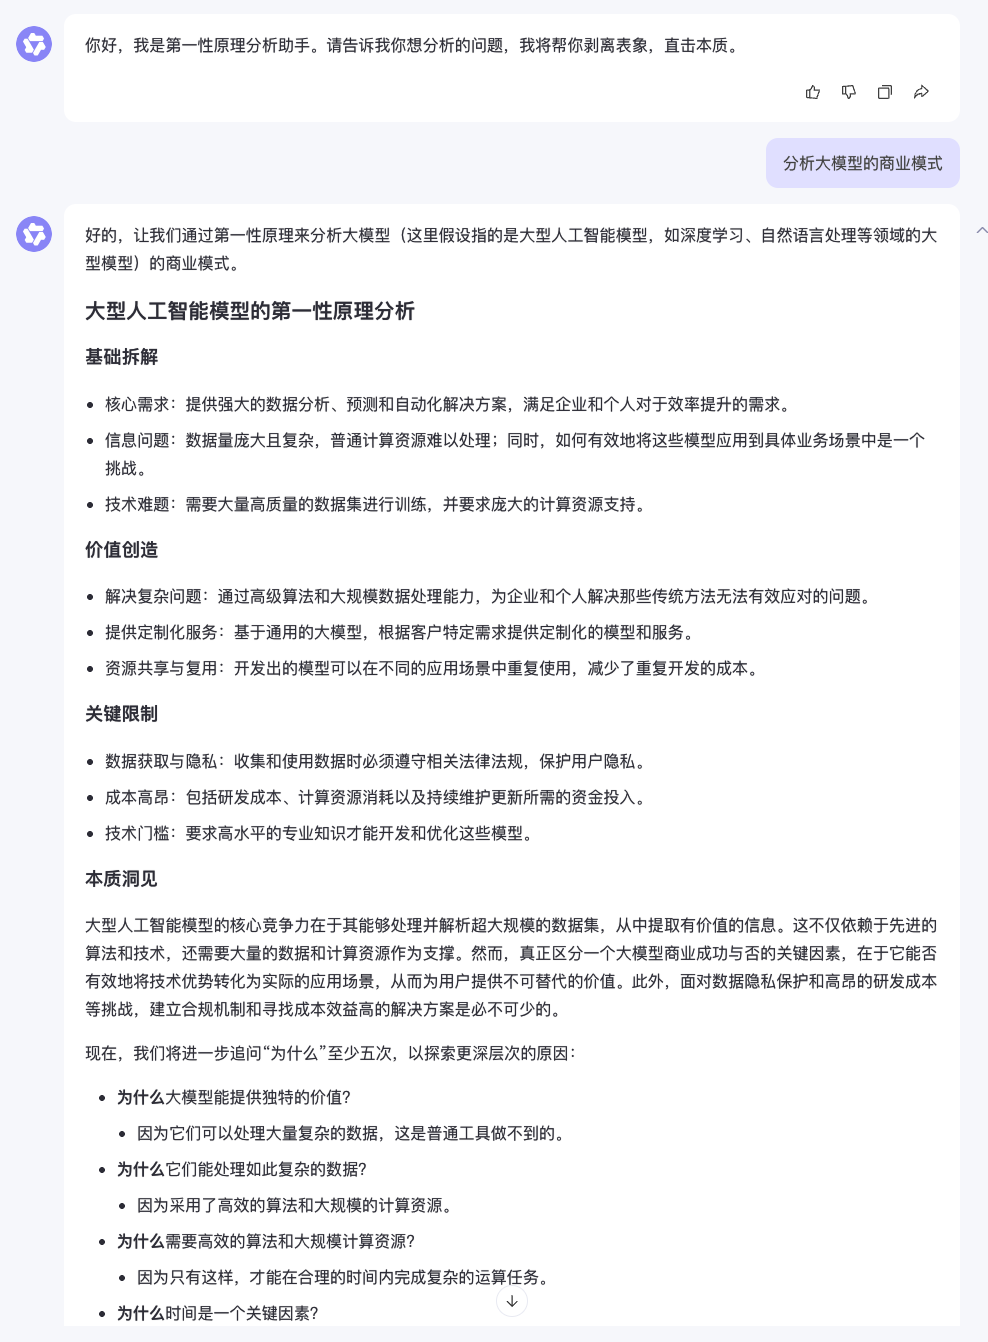 你好，我是第一性原理分析助手。请告诉我你想分析的问题，我将帮你剥离表象，直击本质。
分析大模型的商业模式
好的，让我们通过第一性原理来分析大模型（这里假设指的是大型人工智能模型，如深度学习、自然语言处理等领域的大
型模型）的商业模式。
大型人工智能模型的第一性原理分析
基础拆解
• 核心需求：提供强大的数据分析、预测和自动化解决方案，满足企业和个人对于效率提升的需求。
• 信息问题：数据量庞大且复杂，普通计算资源难以处理；同时，如何有效地将这些模型应用到具体业务场景中是一个
挑战。
• 技术难题：需要大量高质量的数据集进行训练，并要求庞大的计算资源支持。
价值创造
• 解决复杂问题：通过高级算法和大规模数据处理能力，为企业和个人解决那些传统方法无法有效应对的问题。
• 提供定制化服务：基于通用的大模型，根据客户特定需求提供定制化的模型和服务。
• 资源共享与复用：开发出的模型可以在不同的应用场景中重复使用，减少了重复开发的成本。
关键限制
• 数据获取与隐私：收集和使用数据时必须遵守相关法律法规，保护用户隐私。
• 成本高昂：包括研发成本、计算资源消耗以及持续维护更新所需的资金投入。
• 技术门槛：要求高水平的专业知识才能开发和优化这些模型。
本质洞见
大型人工智能模型的核心竞争力在于其能够处理并解析超大规模的数据集，从中提取有价值的信息。这不仅依赖于先进的
算法和技术，还需要大量的数据和计算资源作为支撑。然而，真正区分一个大模型商业成功与否的关键因素，在于它能否
有效地将技术优势转化为实际的应用场景，从而为用户提供不可替代的价值。此外，面对数据隐私保护和高昂的研发成本
等挑战，建立合规机制和寻找成本效益高的解决方案是必不可少的。
现在，我们将进一步追问“为什么”至少五次，以探索更深层次的原因：
• 为什么大模型能提供独特的价值？
• 因为它们可以处理大量复杂的数据，这是普通工具做不到的。
• 为什么它们能处理如此复杂的数据？
• 因为采用了高效的算法和大规模的计算资源。
• 为什么需要高效的算法和大规模计算资源？
• 因为只有这样，才能在合理的时间内完成复杂的运算任务。
• 为什么时间是一个关键因素？